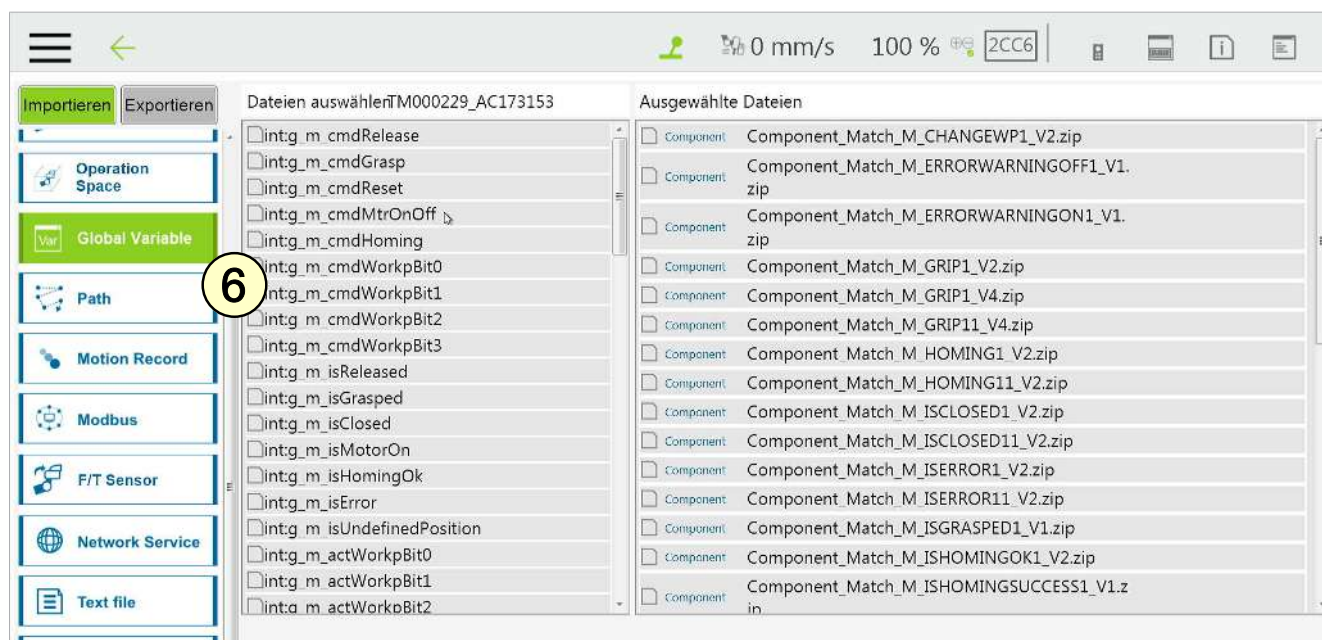 0 mm/s 100 % 2CC6
Importieren Exportieren
Dateien auswählenTM000229_AC173153
Ausgewählte Dateien
Operation
Space
Var Global Variable
Path
Motion Record
Modbus
F/T Sensor
Network Service
Text file
6
int:g_m_cmdRelease
int:g_m_cmdGrasp
int:g_m_cmdReset
int:g_m_cmdMtrOnOff
int:g_m_cmdHoming
int:g_m_cmdWorkpBit0
int:g_m_cmdWorkpBit1
int:g_m_cmdWorkpBit2
int:g_m_cmdWorkpBit3
int:g_m_isReleased
int:g_m_isGrasped
int:g_m_isClosed
int:g_m_isMotorOn
int:g_m_isHomingOk
int:g_m_isError
int:g_m_isUndefinedPosition
int:g_m_actWorkpBit0
int:g_m_actWorkpBit1
int:g_m_actWorkpBit2
Component Component_Match_M_CHANGEWP1_V2.zip
Component Component_Match_M_ERRORWARNINGOFF1_V1.
zip
Component Component_Match_M_ERRORWARNINGON1_V1.
zip
Component Component_Match_M_GRIP1_V2.zip
Component Component_Match_M_GRIP1_V4.zip
Component Component_Match_M_GRIP11_V4.zip
Component Component_Match_M_HOMING1_V2.zip
Component Component_Match_M_HOMING11_V2.zip
Component Component_Match_M_ISCLOSED1_V2.zip
Component Component_Match_M_ISCLOSED11_V2.zip
Component Component_Match_M_ISERROR1_V2.zip
Component Component_Match_M_ISERROR11_V2.zip
Component Component_Match_M_ISGRASPED1_V1.zip
Component Component_Match_M_ISHOMINGOK1_V2.zip
Component Component_Match_M_ISHOMINGSUCCESS1_V1.z
ip